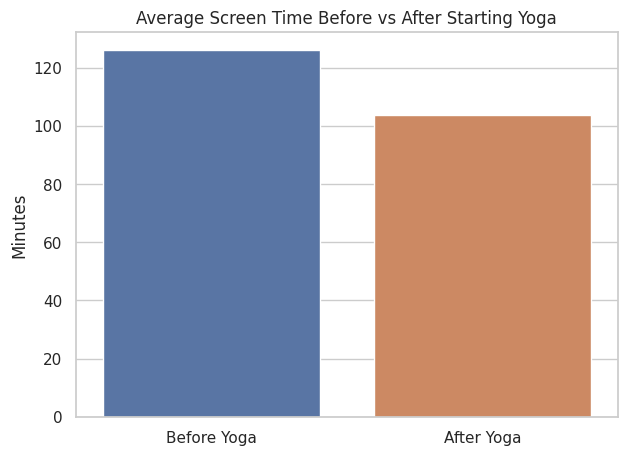 Average Screen Time Before vs After Starting Yoga
Minutes
120
100
80
60
40
20
0
Before Yoga
After Yoga